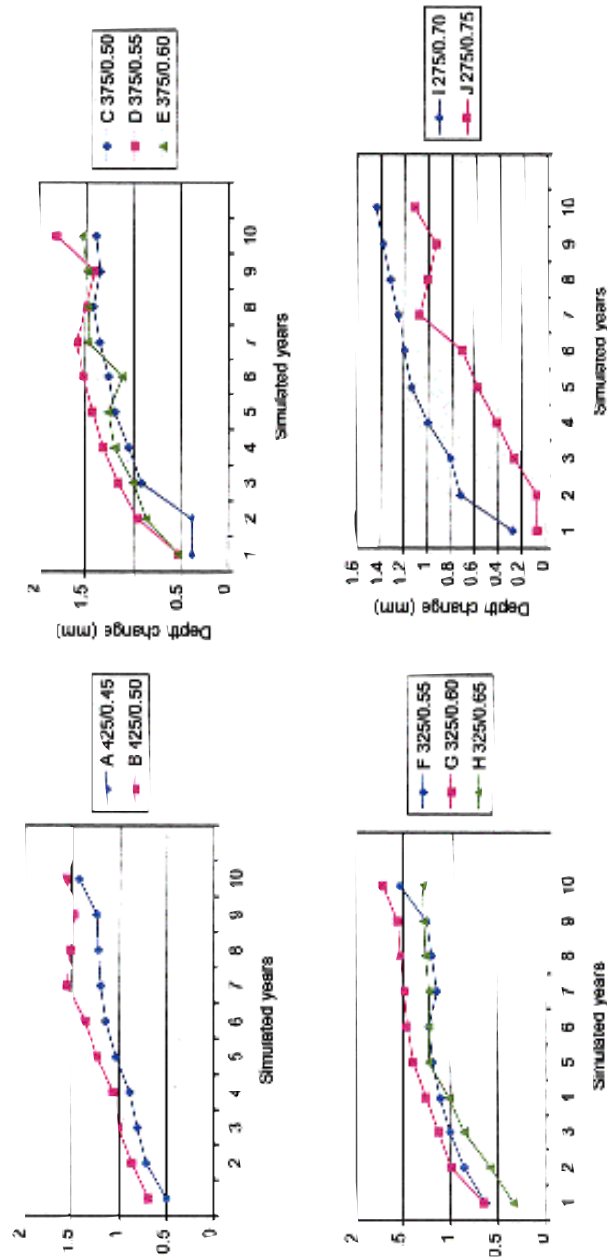 2
1.5
1
0.5
0
1 2 3 4 5 6 7 8 9 10
Simulated years
Depth change (mm)
C 375/0.50
D 375/0.55
E 375/0.60
2
1.5
1
0.5
0
2 3 4 5 6 7 8 9 10
Simulated years
A 425/0.45
B 425/0.50
1.6
1.4
1.2
1
0.8
0.6
0.4
0.2
0
1 2 3 4 5 6 7 8 9 10
Simulated years
Depth change (mm)
I 275/0.70
J 275/0.75
.5
1
0.5
0
1 2 3 4 5 6 7 8 9 10
Simulated years
F 325/0.55
G 325/0.60
H 325/0.65